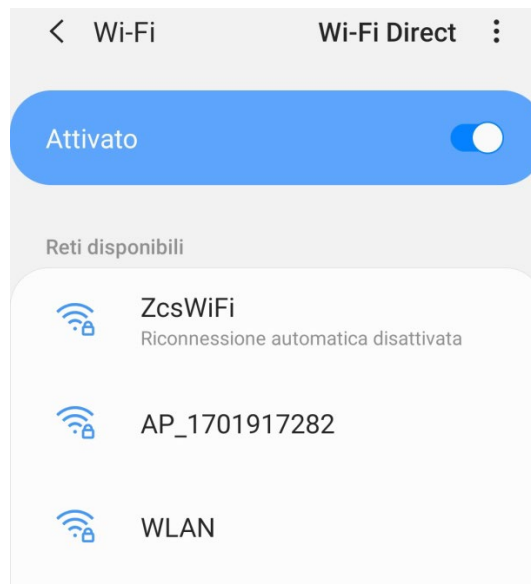 Wi-Fi Wi-Fi Direct
Attivato
Reti disponibili
ZcsWiFi
Riconnessione automatica disattivata
AP_1701917282
WLAN